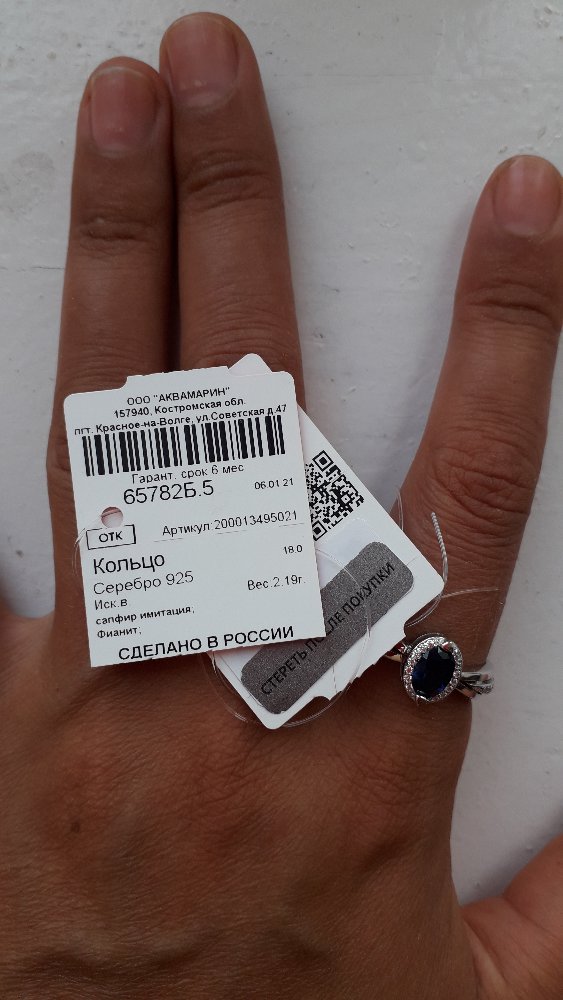 ООО "АКВАМАРИН"
157940, Костромская обл.
пгт. Красное-на-Волге, ул.Советская д.47
Гарант. срок 6 мес
65782Б.5
06.01.21
ОТК
Артикул:200013495021
Кольцо
18.0
Серебро 925
Вес.2.19г.
Иск.в.
сапфир имитация;
Фианит;
СДЕЛАНО В РОССИИ
СТЕРЕТЬ ПОСЛЕ ПОКУПКИ